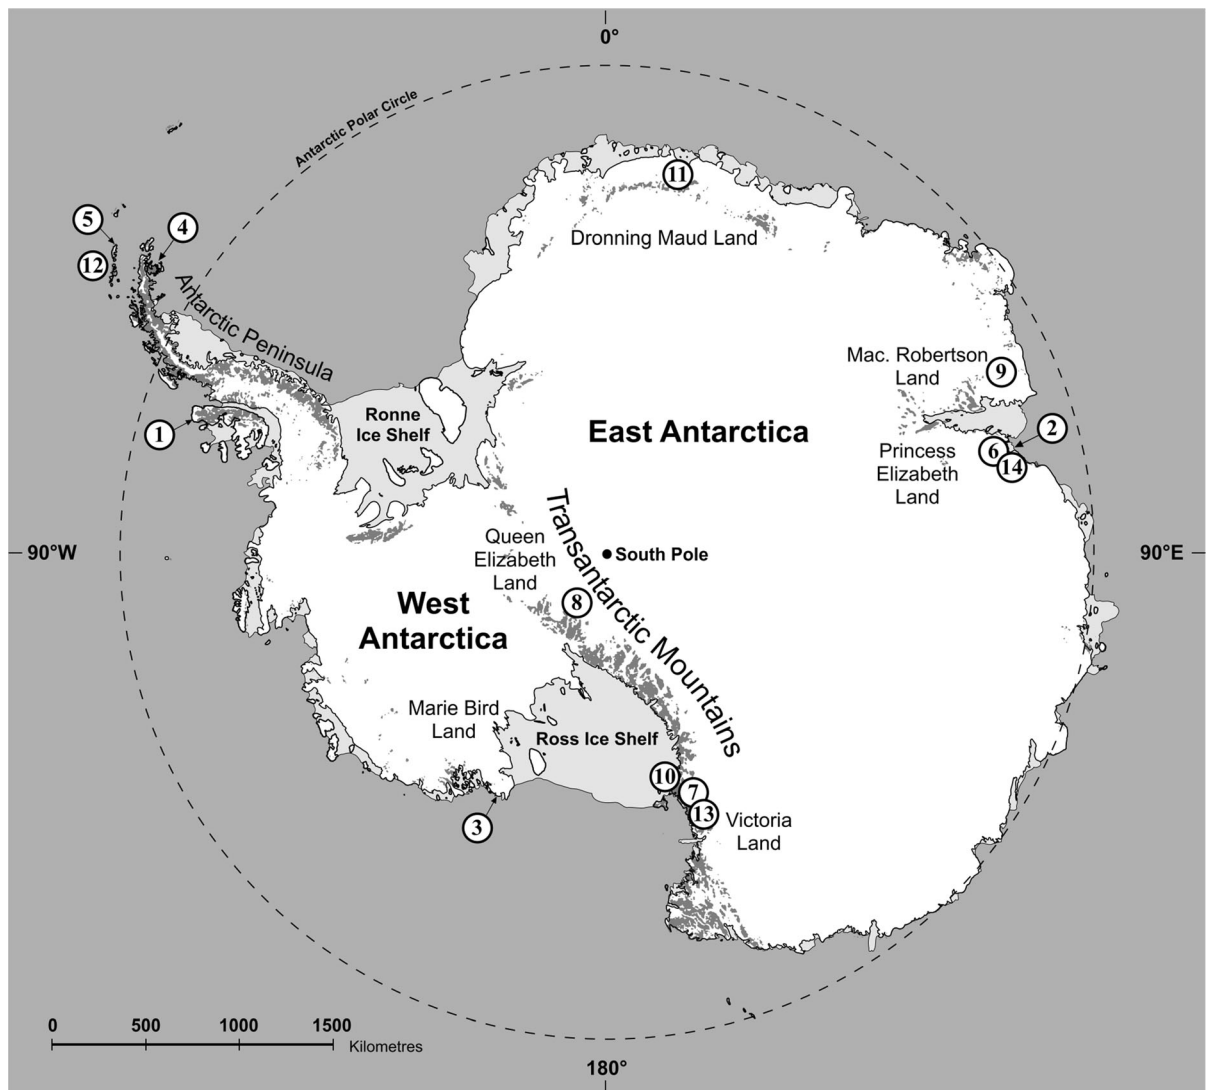 0°
Antarctic Polar Circle
11
5
4
Dronning Maud Land
12
Antarctic Peninsula
Mac. Robertson
Land
9
1
Ronne
Ice Shelf
East Antarctica
2
6
14
Princess
Elizabeth
Land
90°W
Queen
Elizabeth
Land
South Pole
90°E
Transantarctic Mountains
8
West
Antarctica
Marie Bird
Land
Ross Ice Shelf
10
7
13
3
Victoria
Land
0
500
1000
1500
Kilometres
180°